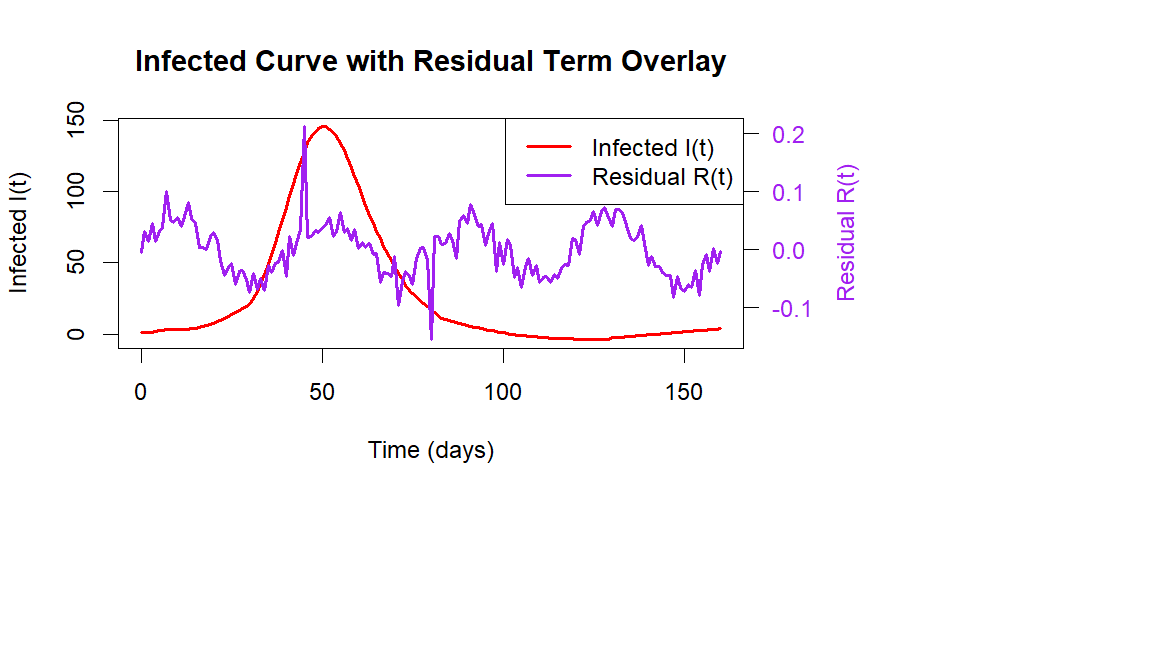 Infected Curve with Residual Term Overlay
Infected I(t)
150
100
50
0
Infected I(t)
Residual R(t)
0.2
0.1
0.0
-0.1
Residual R(t)
0
50
100
150
Time (days)